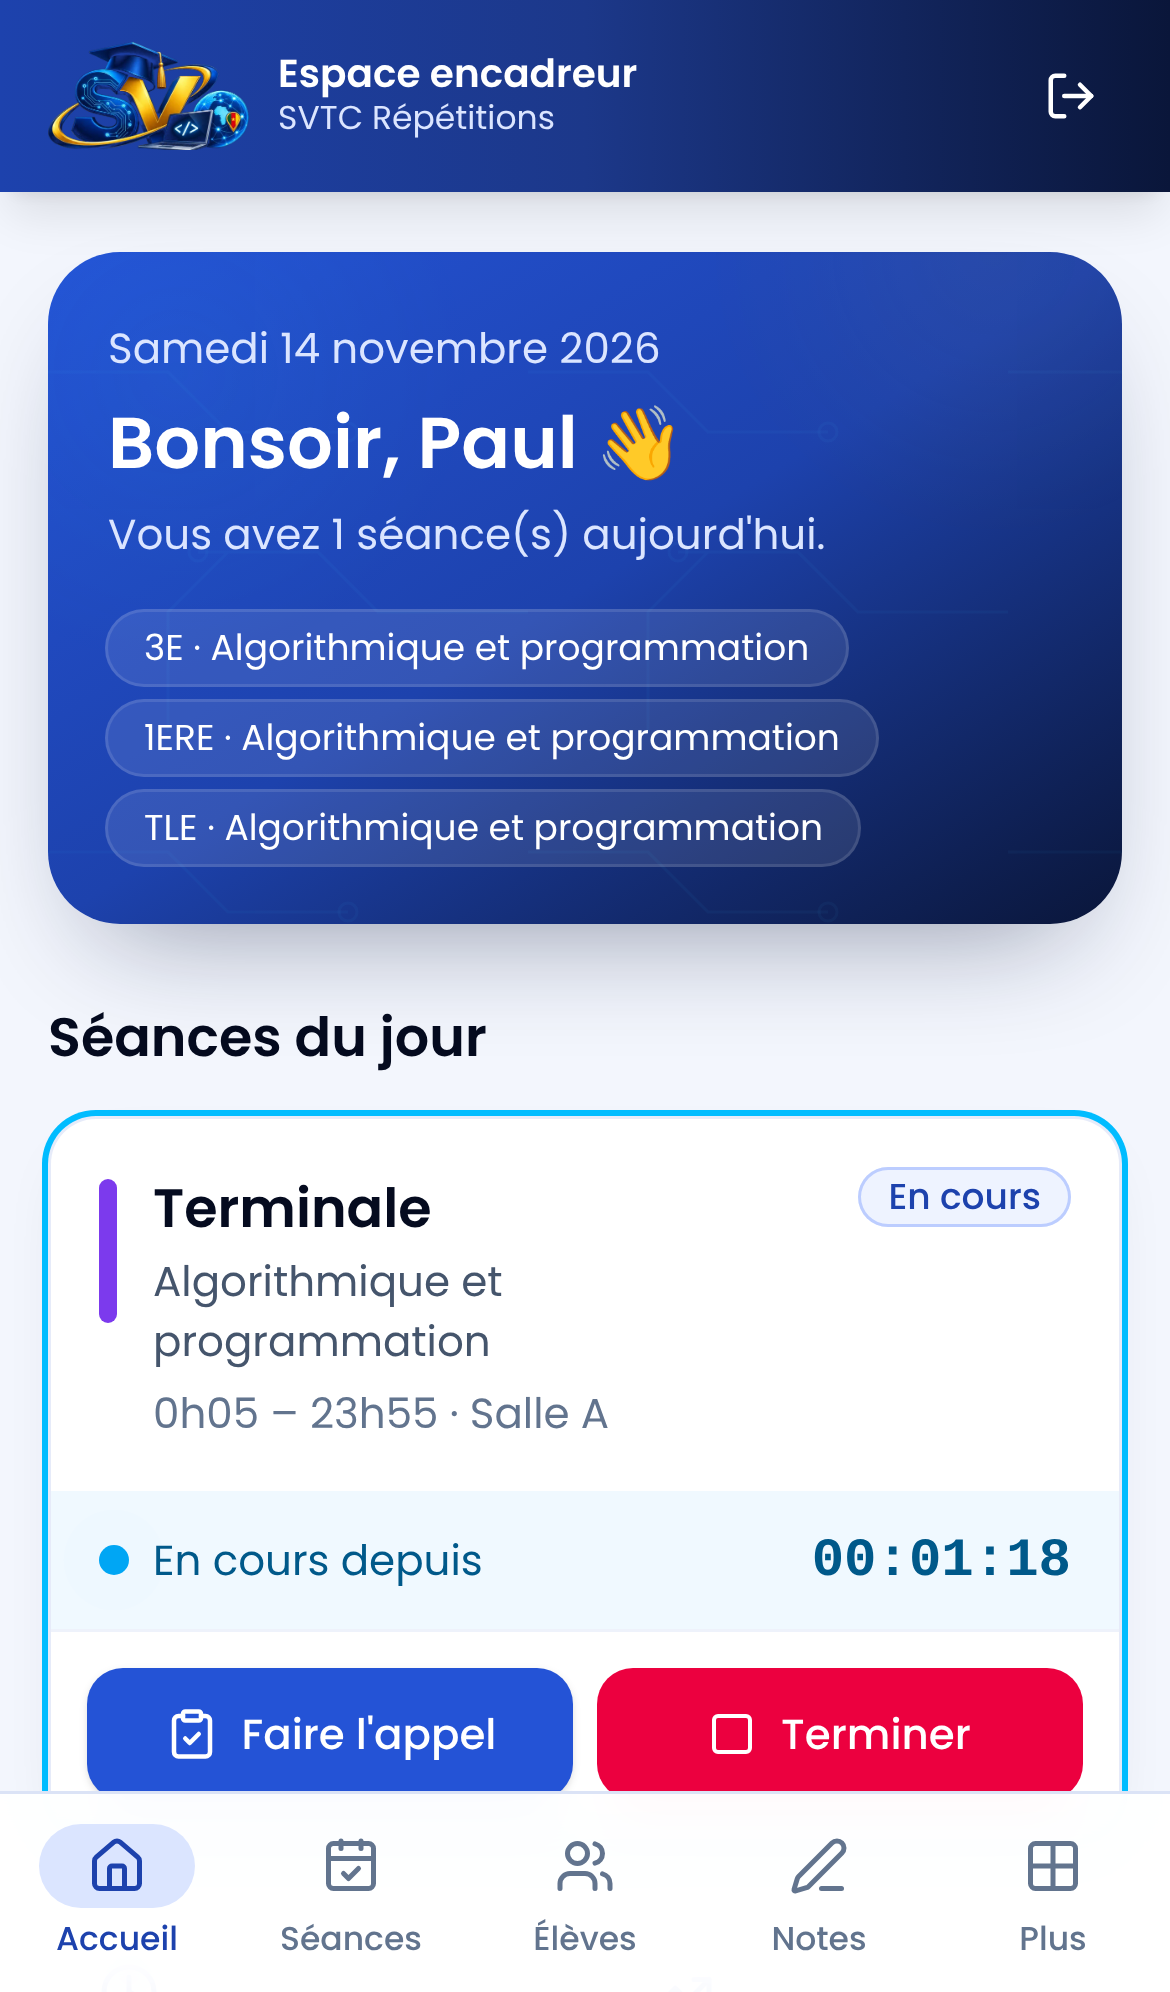 SV
</>
Espace encadreur
SVTC Répétitions
Samedi 14 novembre 2026
Bonsoir, Paul 👋
Vous avez 1 séance(s) aujourd'hui.
3E · Algorithmique et programmation
1ERE · Algorithmique et programmation
TLE · Algorithmique et programmation
Séances du jour
Terminale
En cours
Algorithmique et
programmation
0h05 – 23h55 · Salle A
En cours depuis
00:01:18
Faire l'appel
Terminer
Accueil
Séances
Élèves
Notes
Plus